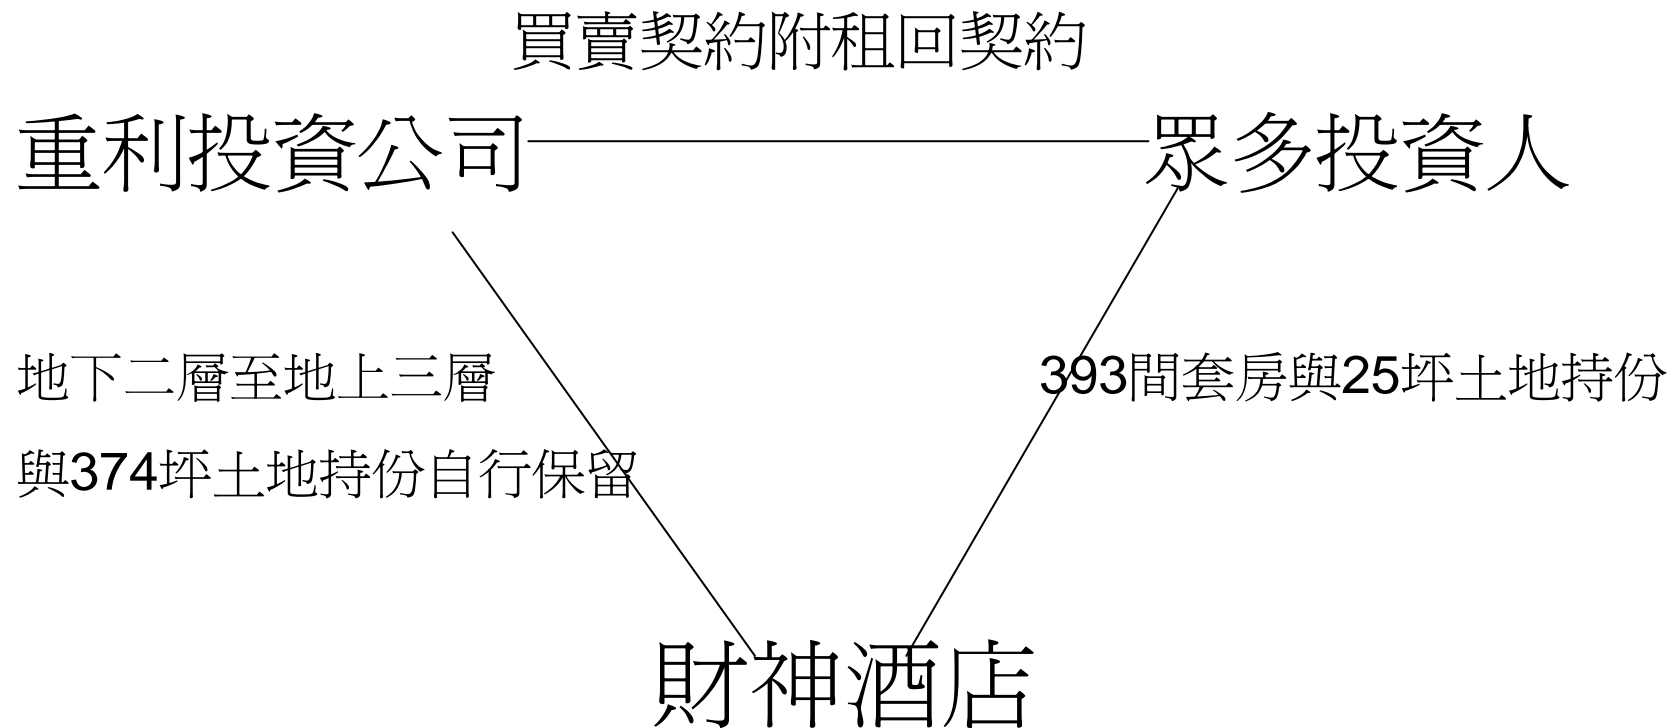 買賣契約附租回契約
重利投資公司
眾多投資人
地下二層至地上三層
393間套房與25坪土地持份
與374坪土地持份自行保留
財神酒店